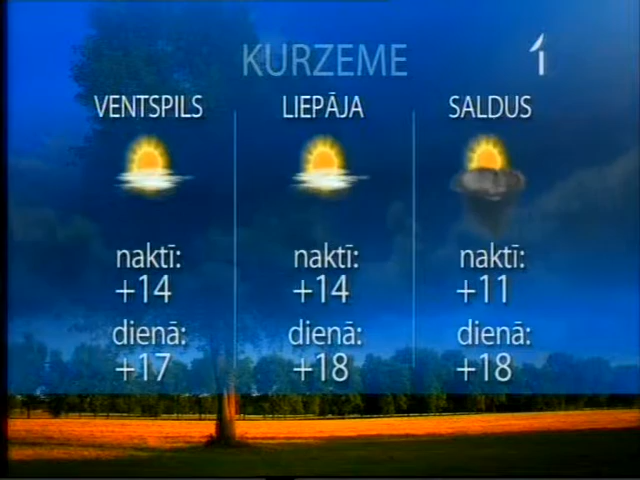 KURZEME
1
VENTSPILS
LIEPĀJA
SALDUS
naktī:
+14
dienā:
+17
naktī:
+14
dienā:
+18
naktī:
+11
dienā:
+18